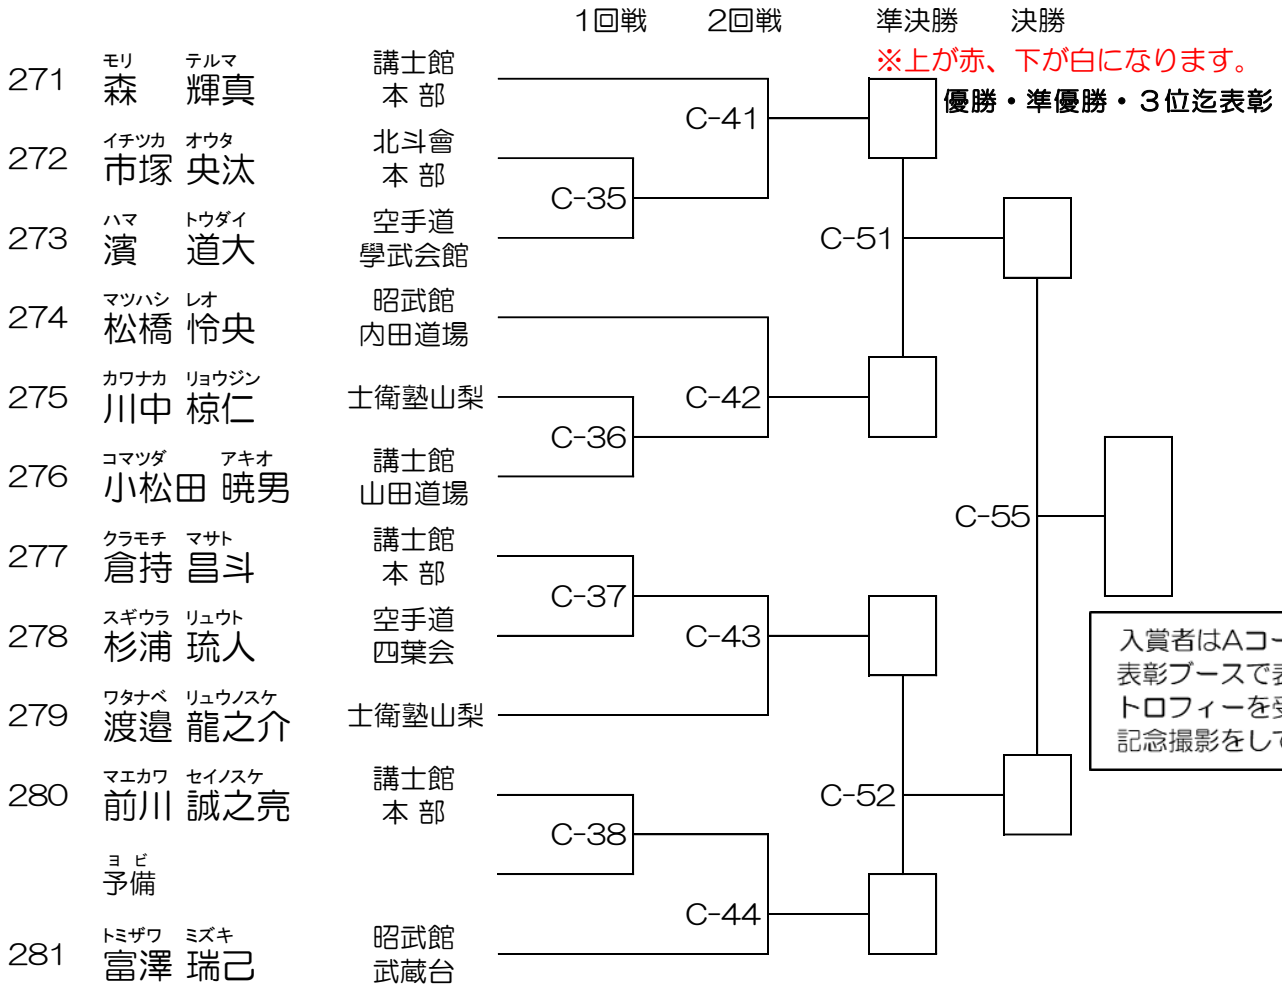 1回戦 2回戦 準決勝 決勝
※上が赤、下が白になります。
優勝・準優勝・3位迄表彰
モリ テルマ
271 森 輝真 講士館 本部
イチツカ オウタ
272 市塚 央汰 北斗會 本部
ハマ トウダイ
273 濱 道大 空手道 學武会館
マツハシ レオ
274 松橋 怜央 昭武館 内田道場
カワナカ リョウジン
275 川中 椋仁 士衛塾山梨
コマツダ アキオ
276 小松田 暁男 講士館 山田道場
クラモチ マサト
277 倉持 昌斗 講士館 本部
スギウラ リュウト
278 杉浦 琉人 空手道 四葉会
ワタナベ リュウノスケ
279 渡邉 龍之介 士衛塾山梨
マエカワ セイノスケ
280 前川 誠之亮 講士館 本部
ヨビ
予備
トミザワ ミズキ
281 富澤 瑞己 昭武館 武蔵台
C-41
C-35
C-51
C-42
C-36
C-55
C-37
C-43
C-52
C-38
C-44
入賞者はAコー
表彰ブースで表
トロフィーを受
記念撮影をして